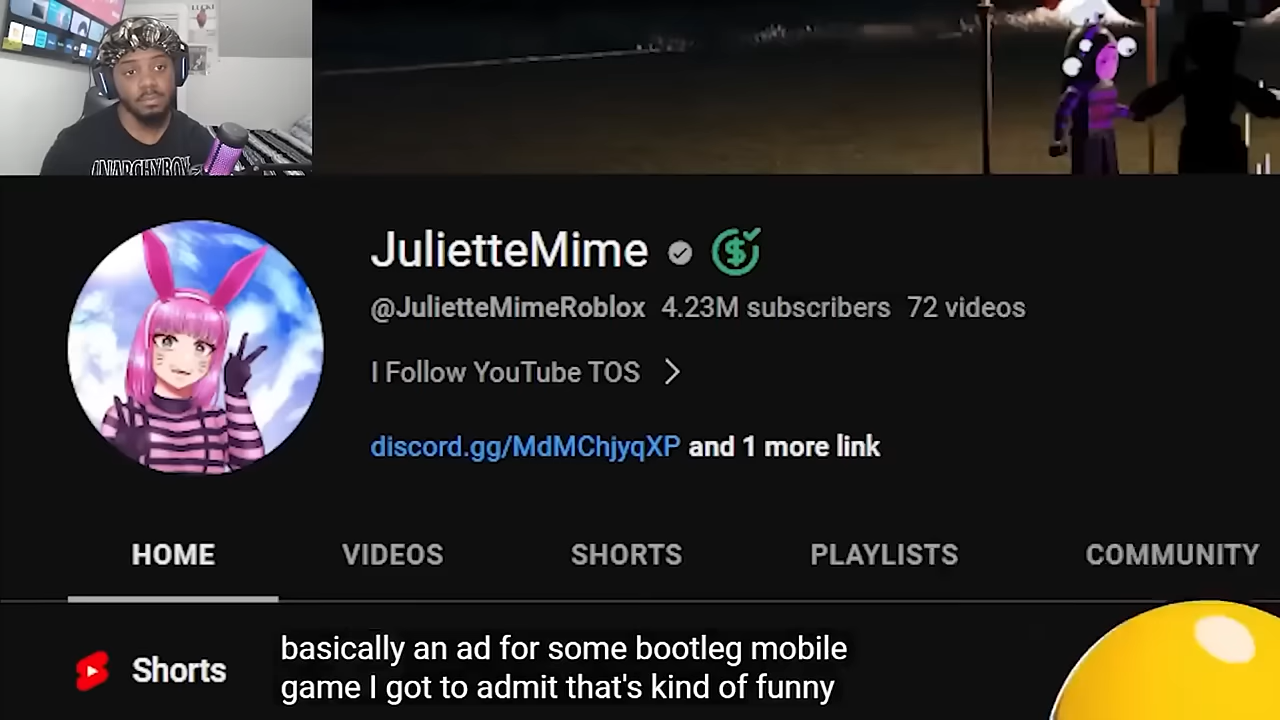 JulietteMime
@JulietteMimeRoblox 4.23M subscribers 72 videos
I Follow YouTube TOS
discord.gg/MdMChjyqXP and 1 more link
HOME VIDEOS SHORTS PLAYLISTS COMMUNITY
Shorts
basically an ad for some bootleg mobile
game I got to admit that's kind of funny